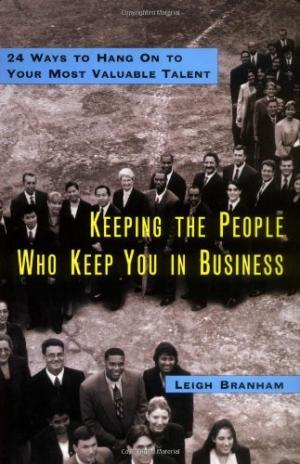 24 Ways to Hang On to
Your Most Valuable Talent
Keeping the People
Who Keep You in Business
Leigh Branham